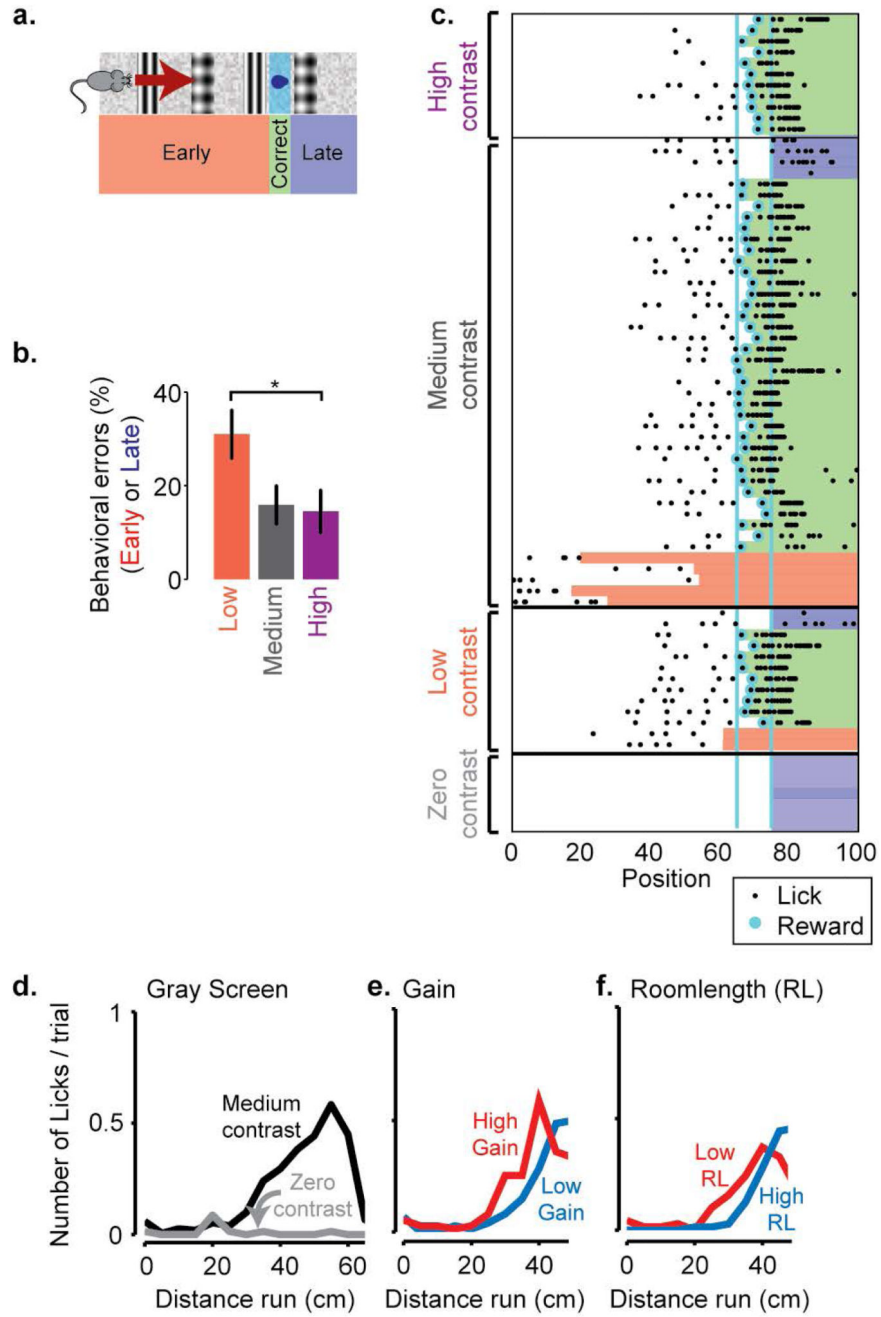 a.
Early
Correct
Late
b.
Behavioral errors (%)
(Early or Late)
40
20
0
*
Low
Medium
High
c.
High
contrast
Medium
contrast
Low
contrast
Zero
contrast
0 20 40 60 80 100
Position
Lick
Reward
d. Gray Screen
Number of Licks / trial
1
0.5
0
Medium
contrast
Zero
contrast
0 20 40 60
Distance run (cm)
e. Gain
High
Gain
Low
Gain
0 20 40
Distance run (cm)
f. Roomlength (RL)
Low
RL
High
RL
0 20 40
Distance run (cm)